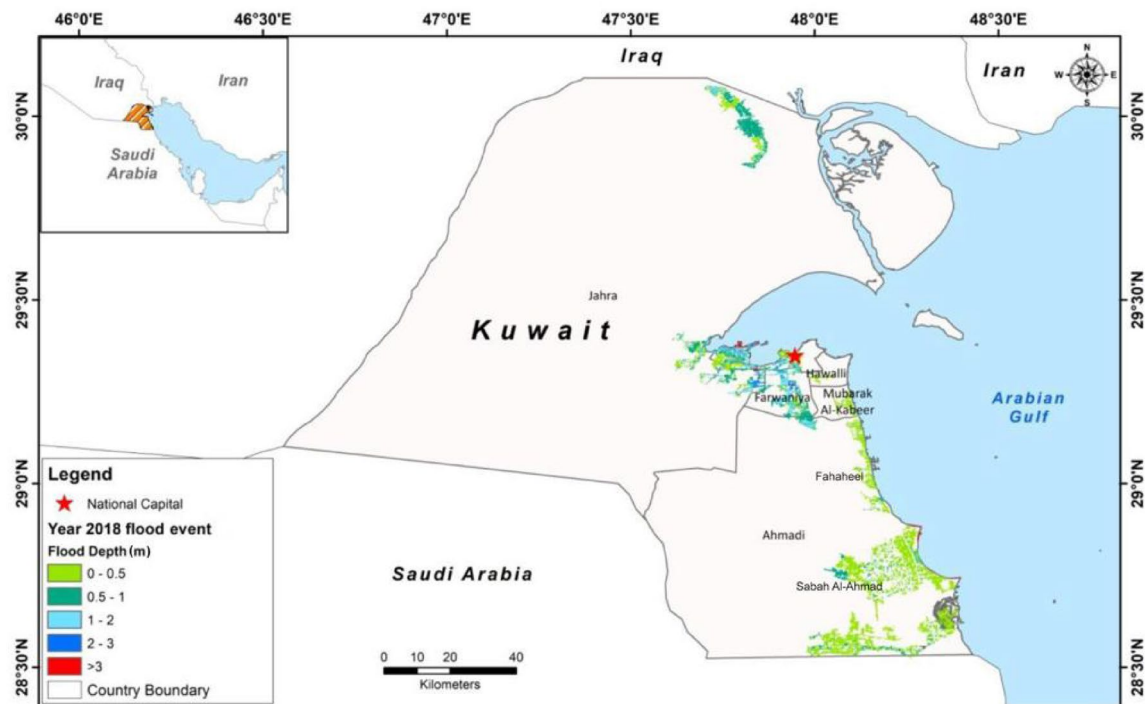 46°0'E 46°30'E 47°0'E 47°30'E 48°0'E 48°30'E
Iraq
Iran
Saudi
Arabia
Iraq
Iran
N
W E
S
30°0'N
30°0'N
29°30'N
29°30'N
29°0'N
29°0'N
28°30'N
28°30'N
Jahra
Kuwait
Hawalli
Mubarak
Al-Kabeer
Farwaniya
Arabian
Gulf
Fahaheel
Ahmadi
Sabah Al-Ahmad
Saudi Arabia
Legend
National Capital
Year 2018 flood event
Flood Depth (m)
0 - 0.5
0.5 - 1
1 - 2
2 - 3
>3
Country Boundary
0 10 20 40
Kilometers